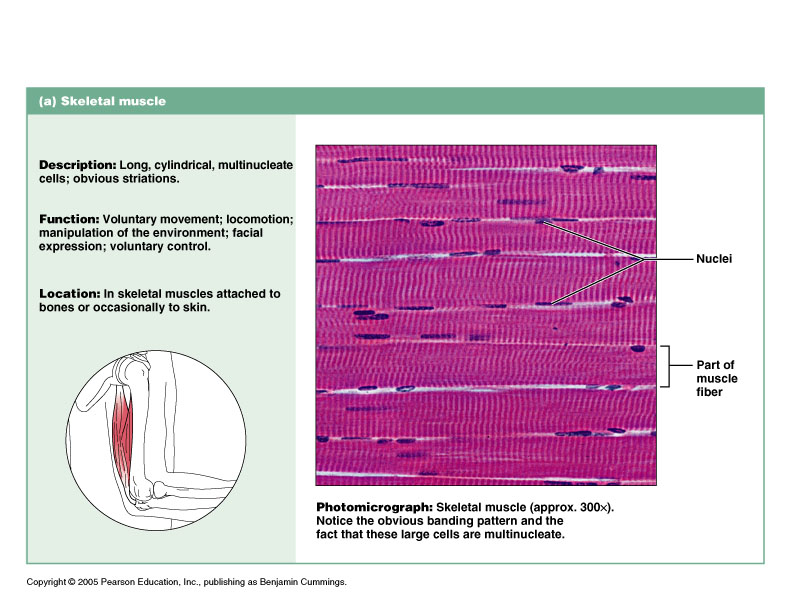 (a) Skeletal muscle
Description: Long, cylindrical, multinucleate
cells; obvious striations.
Function: Voluntary movement; locomotion;
manipulation of the environment; facial
expression; voluntary control.
Location: In skeletal muscles attached to
bones or occasionally to skin.
Nuclei
Part of
muscle
fiber
Photomicrograph: Skeletal muscle (approx. 300×).
Notice the obvious banding pattern and the
fact that these large cells are multinucleate.
Copyright © 2005 Pearson Education, Inc., publishing as Benjamin Cummings.